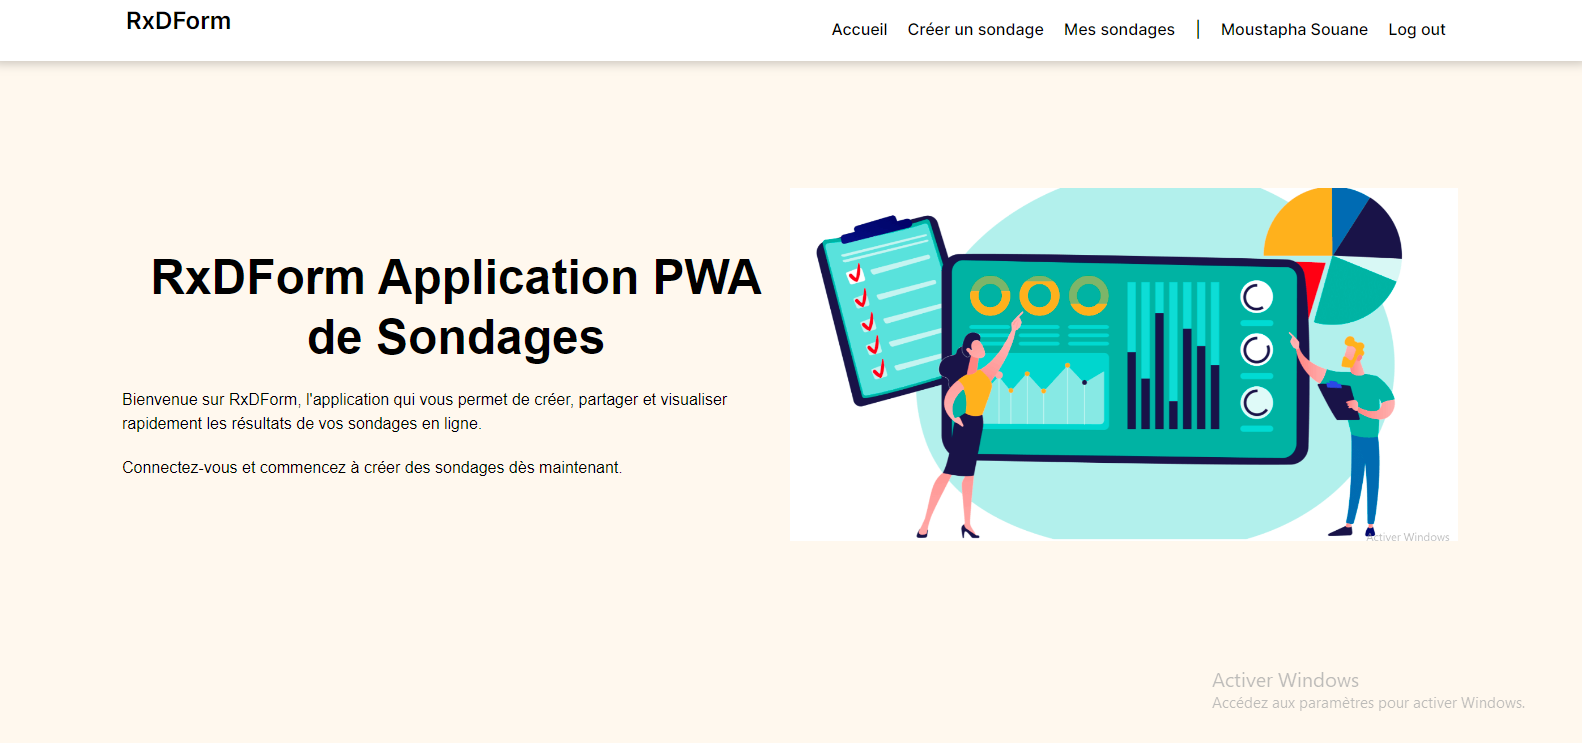 RxDForm
Accueil Créer un sondage Mes sondages | Moustapha Souane Log out
RxDForm Application PWA
de Sondages
Bienvenue sur RxDForm, l'application qui vous permet de créer, partager et visualiser
rapidement les résultats de vos sondages en ligne.
Connectez-vous et commencez à créer des sondages dès maintenant.
Activer Windows
Activer Windows
Accédez aux paramètres pour activer Windows.